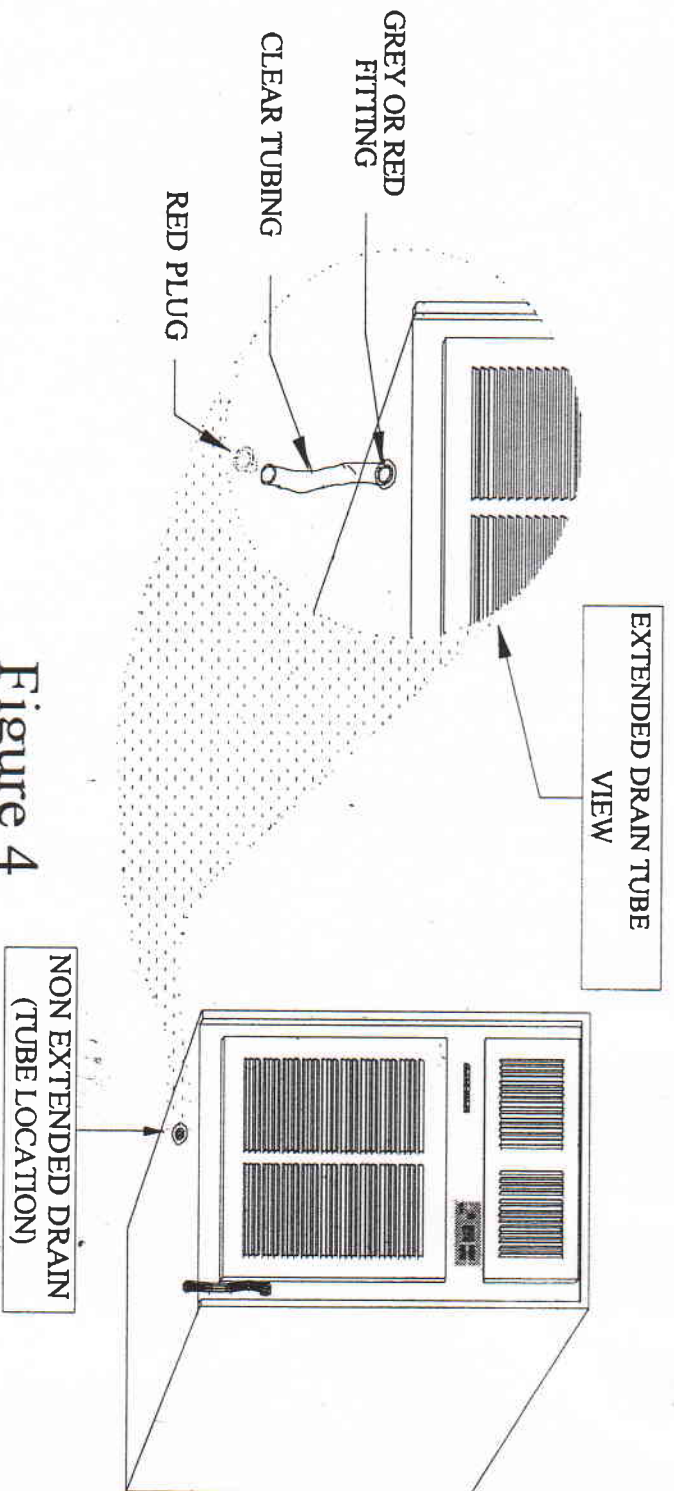 EXTENDED DRAIN TUBE
VIEW
GREY OR RED
FITTING
CLEAR TUBING
RED PLUG
NON EXTENDED DRAIN
(TUBE LOCATION)
Figure 4